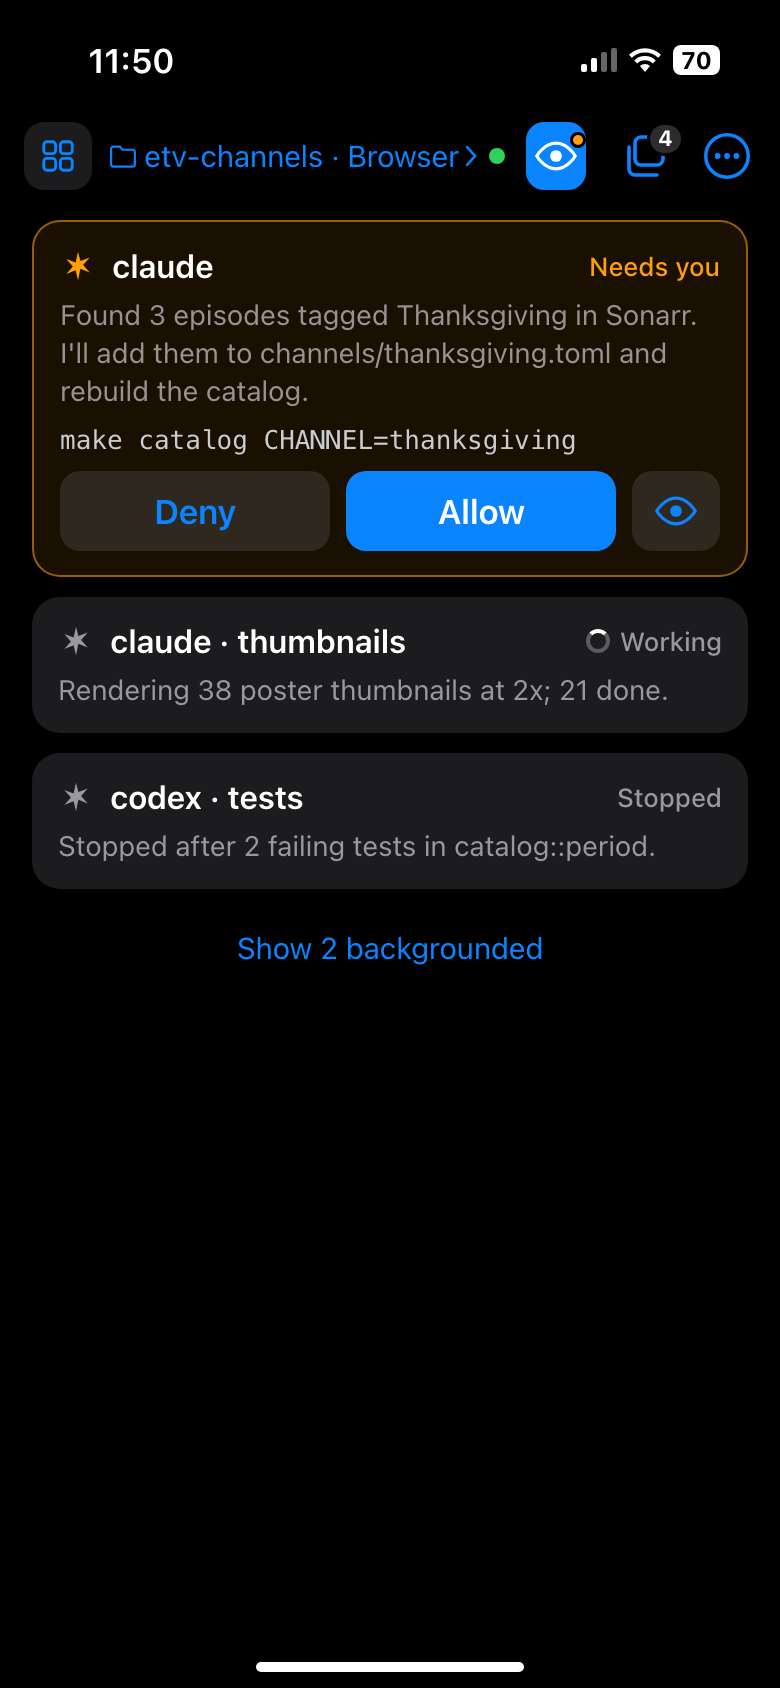 11:50
70
etv-channels · Browser
4
claude
Needs you
Found 3 episodes tagged Thanksgiving in Sonarr.
I'll add them to channels/thanksgiving.toml and
rebuild the catalog.
make catalog CHANNEL=thanksgiving
Deny
Allow
claude · thumbnails
Working
Rendering 38 poster thumbnails at 2x; 21 done.
codex · tests
Stopped
Stopped after 2 failing tests in catalog::period.
Show 2 backgrounded